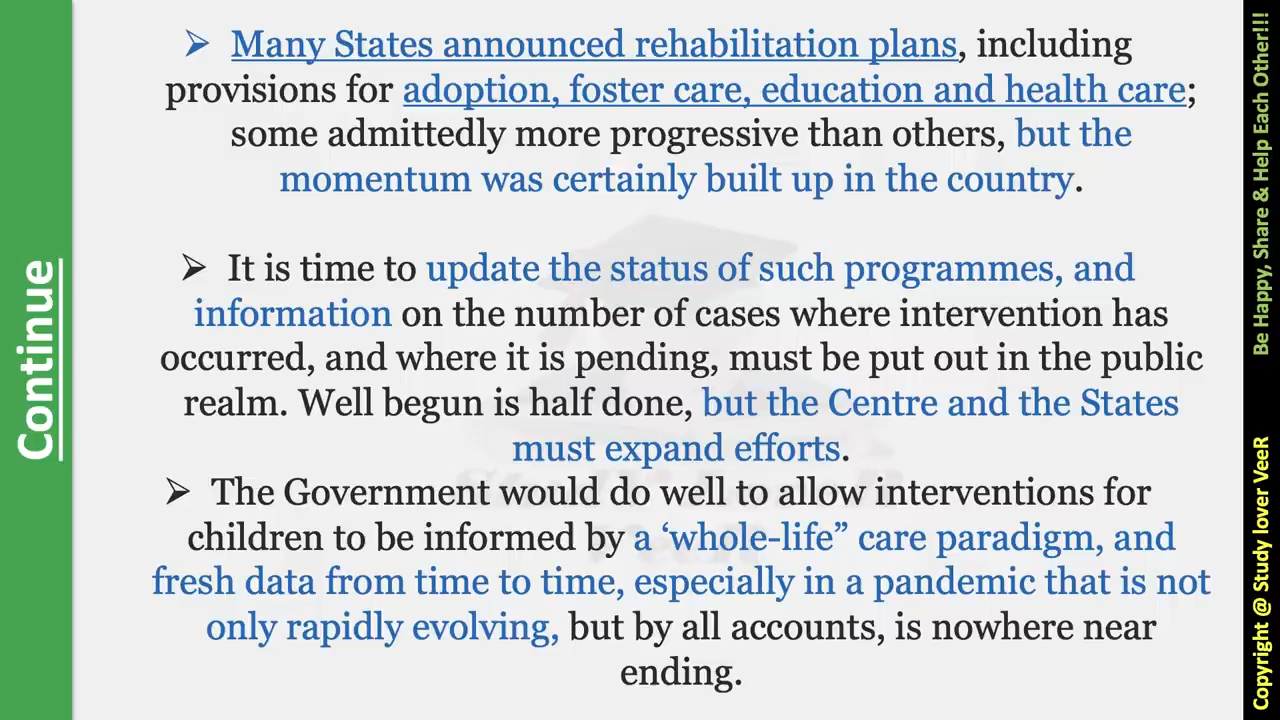 Continue
➢ Many States announced rehabilitation plans, including
provisions for adoption, foster care, education and health care;
some admittedly more progressive than others, but the
momentum was certainly built up in the country.
➢ It is time to update the status of such programmes, and
information on the number of cases where intervention has
occurred, and where it is pending, must be put out in the public
realm. Well begun is half done, but the Centre and the States
must expand efforts.
➢ The Government would do well to allow interventions for
children to be informed by a ‘whole-life” care paradigm, and
fresh data from time to time, especially in a pandemic that is not
only rapidly evolving, but by all accounts, is nowhere near
ending.
Copyright @ Study lover VeeR
Be Happy, Share & Help Each Other!!!